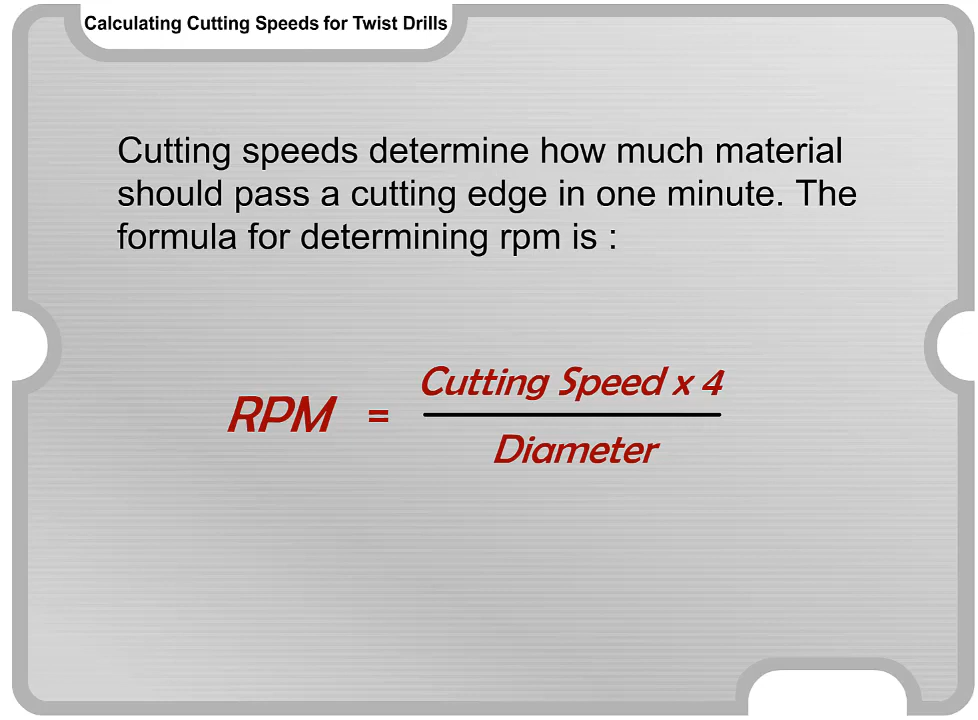 Calculating Cutting Speeds for Twist Drills
Cutting speeds determine how much material
should pass a cutting edge in one minute. The
formula for determining rpm is :
RPM = Cutting Speed x 4
Diameter